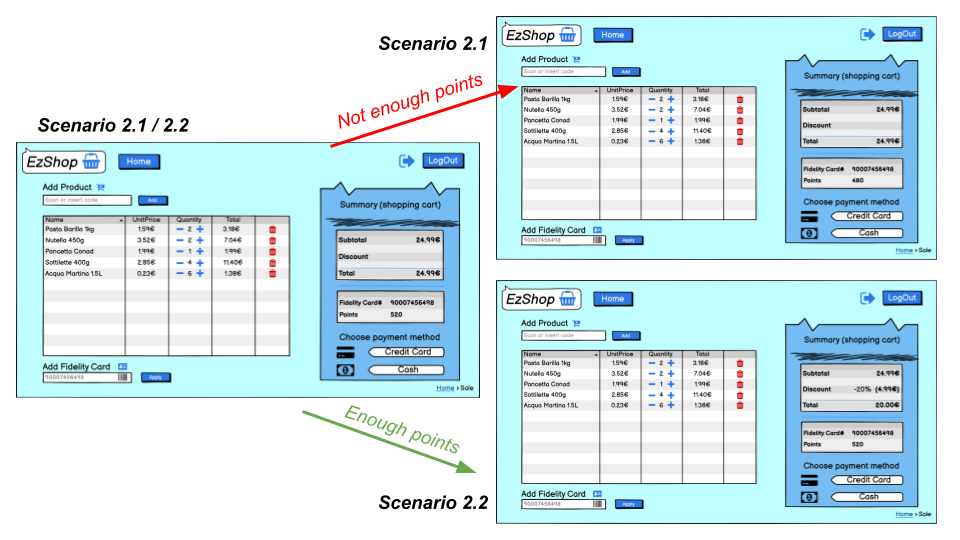 Scenario 2.1 / 2.2
EzShop Home LogOut
Add Product
Scan or insert code Add
Name UnitPrice Quantity Total
Pasta Barilla 1kg 1.59€ 2 3.18€
Nutella 450g 3.52€ 2 7.04€
Pancetta Conad 1.99€ 1 1.99€
Sottilette 400g 2.85€ 4 11.40€
Acqua Martina 1.5L 0.23€ 6 1.38€
Add Fidelity Card
90007456498 Apply
Summary (shopping cart)
Subtotal 24.99€
Discount
Total 24.99€
Fidelity Card# 90007456498
Points 520
Choose payment method
Credit Card
Cash
Home > Sale
Not enough points
Enough points
Scenario 2.1
EzShop Home LogOut
Add Product
Scan or insert code Add
Name UnitPrice Quantity Total
Pasta Barilla 1kg 1.59€ 2 3.18€
Nutella 450g 3.52€ 2 7.04€
Pancetta Conad 1.99€ 1 1.99€
Sottilette 400g 2.85€ 4 11.40€
Acqua Martina 1.5L 0.23€ 6 1.38€
Add Fidelity Card
90007456498 Apply
Summary (shopping cart)
Subtotal 24.99€
Discount
Total 24.99€
Fidelity Card# 90007456498
Points 480
Choose payment method
Credit Card
Cash
Home > Sale
Scenario 2.2
EzShop Home LogOut
Add Product
Scan or insert code Add
Name UnitPrice Quantity Total
Pasta Barilla 1kg 1.59€ 2 3.18€
Nutella 450g 3.52€ 2 7.04€
Pancetta Conad 1.99€ 1 1.99€
Sottilette 400g 2.85€ 4 11.40€
Acqua Martina 1.5L 0.23€ 6 1.38€
Add Fidelity Card
90007456498 Apply
Summary (shopping cart)
Subtotal 24.99€
Discount -20% (4.99€)
Total 20.00€
Fidelity Card# 90007456498
Points 520
Choose payment method
Credit Card
Cash
Home > Sale